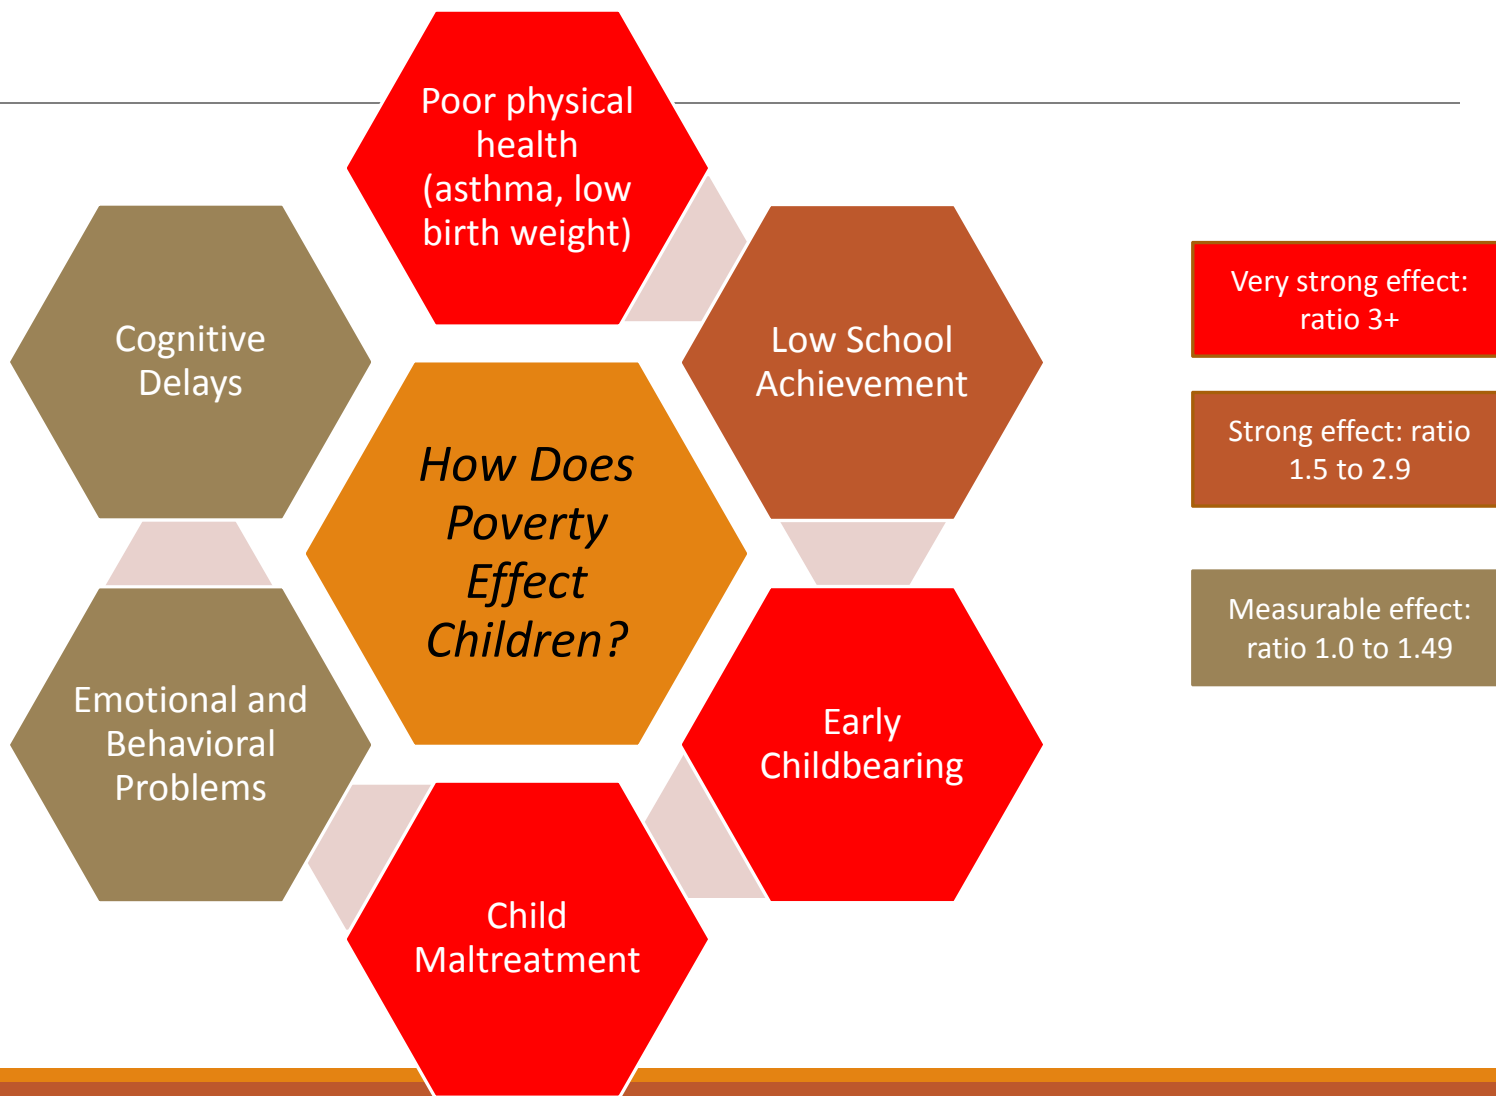 Poor physical
health
(asthma, low
birth weight)
Low School
Achievement
Early
Childbearing
Child
Maltreatment
Emotional and
Behavioral
Problems
Cognitive
Delays
How Does
Poverty
Effect
Children?
Very strong effect:
ratio 3+
Strong effect: ratio
1.5 to 2.9
Measurable effect:
ratio 1.0 to 1.49